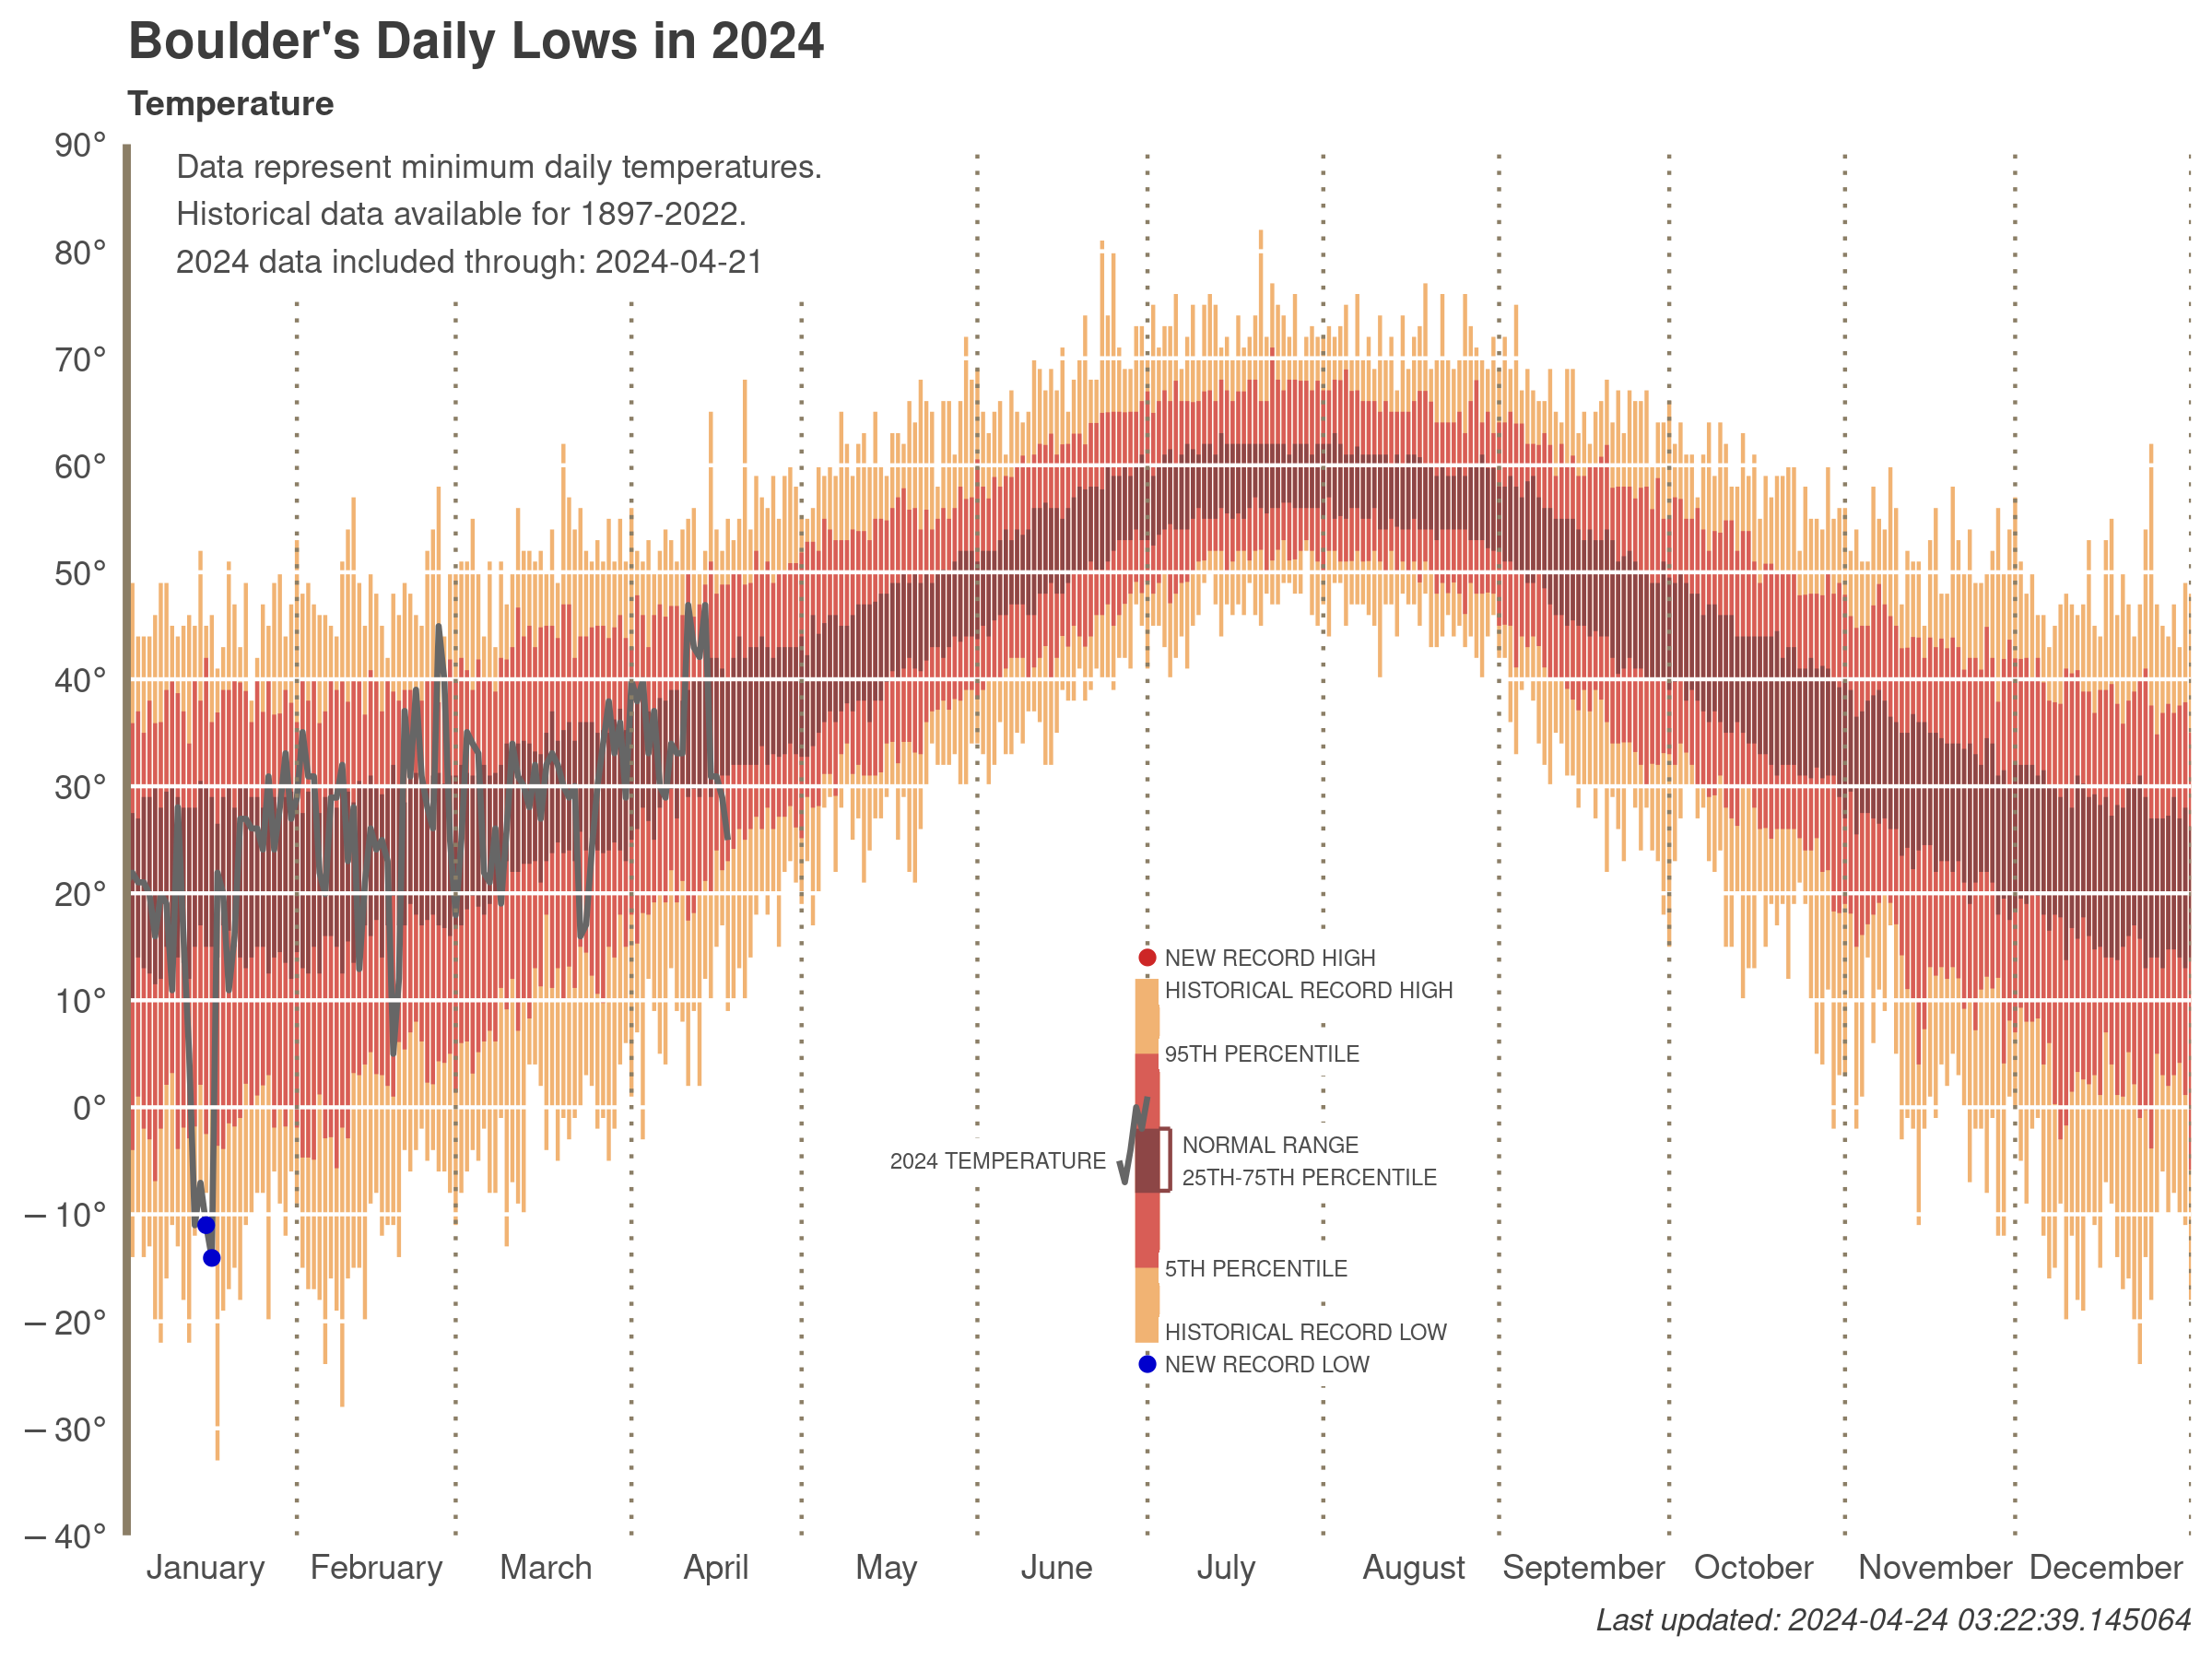 Boulder's Daily Lows in 2024
Temperature
90°
Data represent minimum daily temperatures.
Historical data available for 1897-2022.
80°
2024 data included through: 2024-04-21
70°
60°
50°
40°
30°
20°
NEW RECORD HIGH
HISTORICAL RECORD HIGH
10°
95TH PERCENTILE
0°
NORMAL RANGE
2024 TEMPERATURE
25TH-75TH PERCENTILE
−10°
5TH PERCENTILE
−20°
HISTORICAL RECORD LOW
NEW RECORD LOW
−30°
−40°
January February March April May June July August September October November December
Last updated: 2024-04-24 03:22:39.145064